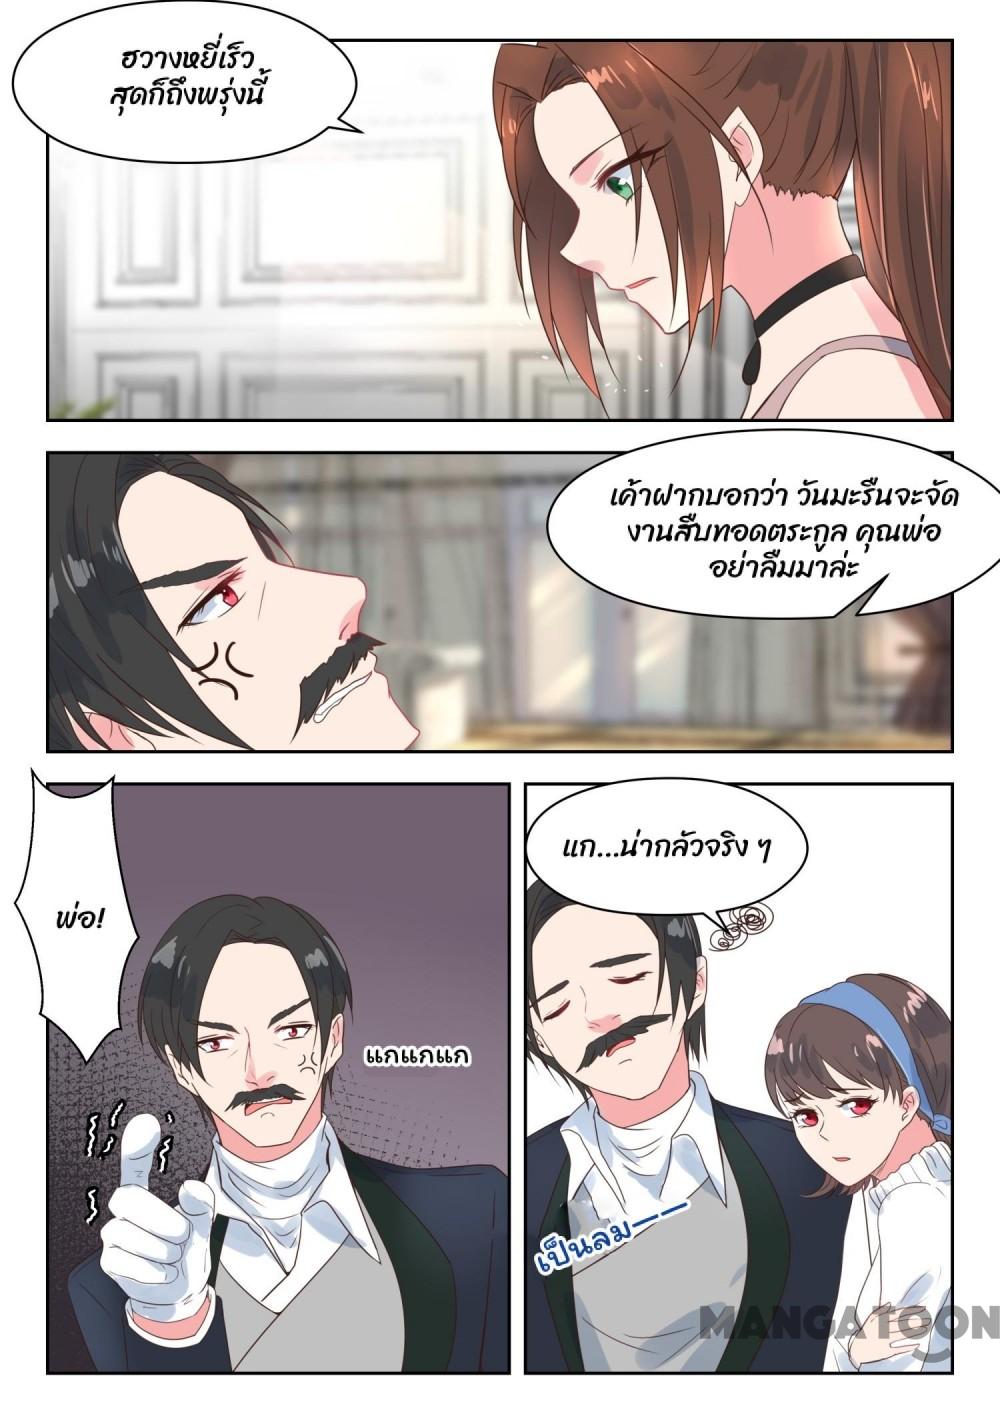 ฮวางหยี่เร็ว
สุดก็ถึงพรุ่งนี้
เค้าฝากบอกว่า วันมะรืนจะจัด
งานสืบทอดตระกูล คุณพ่อ
อย่าลืมมาล่ะ
พ่อ!
แกแกแก
แก...น่ากลัวจริง ๆ
เป็นลม——
MANGATOON